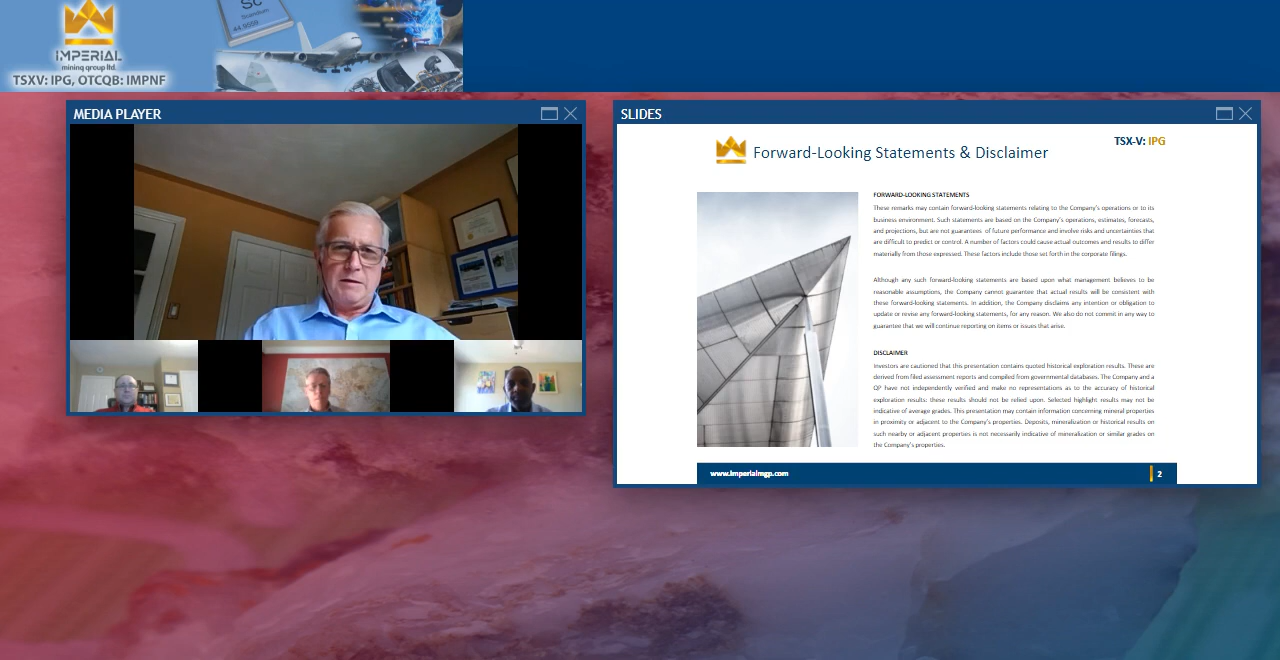 Sc
Scandium
44.9559
IMPERIAL
mining group ltd.
TSXV: IPG, OTCQB: IMPNF
MEDIA PLAYER
SLIDES
TSX-V: IPG
Forward-Looking Statements & Disclaimer
FORWARD-LOOKING STATEMENTS
These remarks may contain forward-looking statements relating to the Company's operations or to its
business environment. Such statements are based on the Company's operations, estimates, forecasts,
and projections, but are not guarantees of future performance and involve risks and uncertainties that
are difficult to predict or control. A number of factors could cause actual outcomes and results to differ
materially from those expressed. These factors include those set forth in the corporate filings.
Although any such forward-looking statements are based upon what management believes to be
reasonable assumptions, the Company cannot guarantee that actual results will be consistent with
these forward-looking statements. In addition, the Company disclaims any intention or obligation to
update or revise any forward-looking statements, for any reason. We also do not commit in any way to
guarantee that we will continue reporting on items or issues that arise.
DISCLAIMER
Investors are cautioned that this presentation contains quoted historical exploration results. These are
derived from filed assessment reports and compiled from governmental databases. The Company and a
QP have not independently verified and make no representations as to the accuracy of historical
exploration results; these results should not be relied upon. Selected highlight results may not be
indicative of average grades. This presentation may contain information concerning mineral properties
in proximity or adjacent to the Company's properties. Deposits, mineralization or historical results on
such nearby or adjacent properties is not necessarily indicative of mineralization or similar grades on
the Company's properties.
www.imperialmgp.com
2